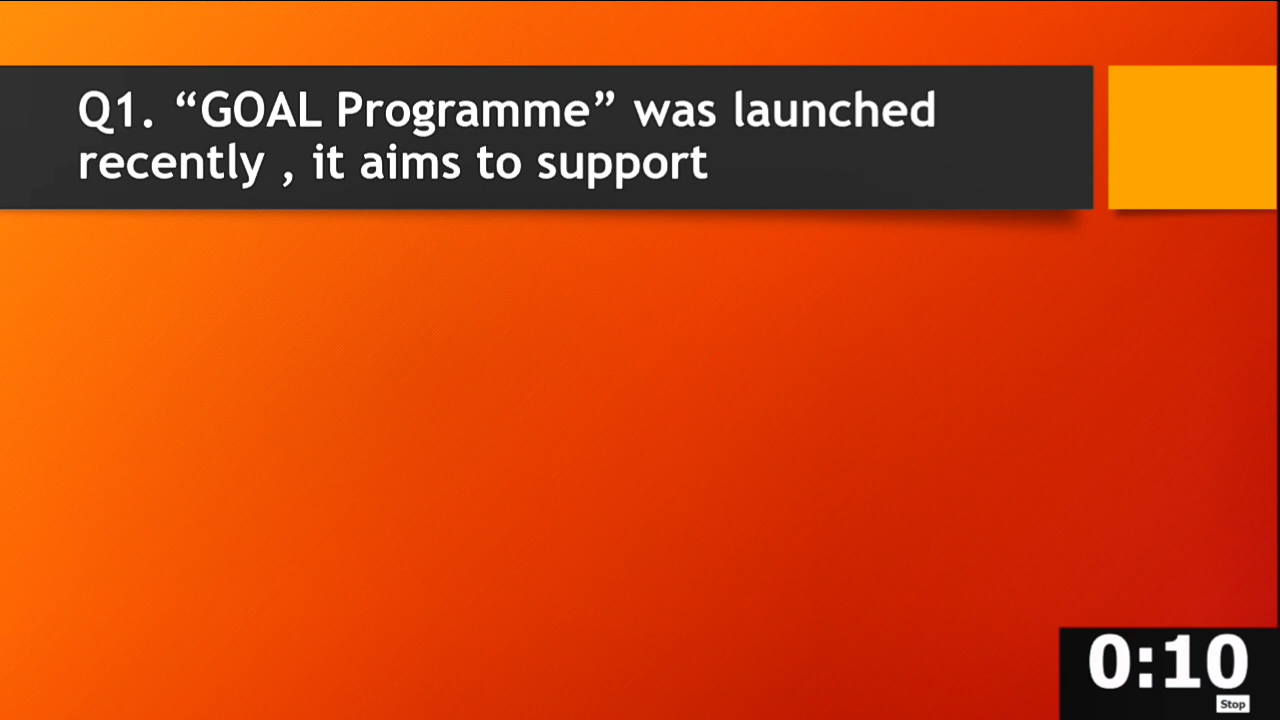 Q1. “GOAL Programme” was launched
recently , it aims to support
0:10
Stop